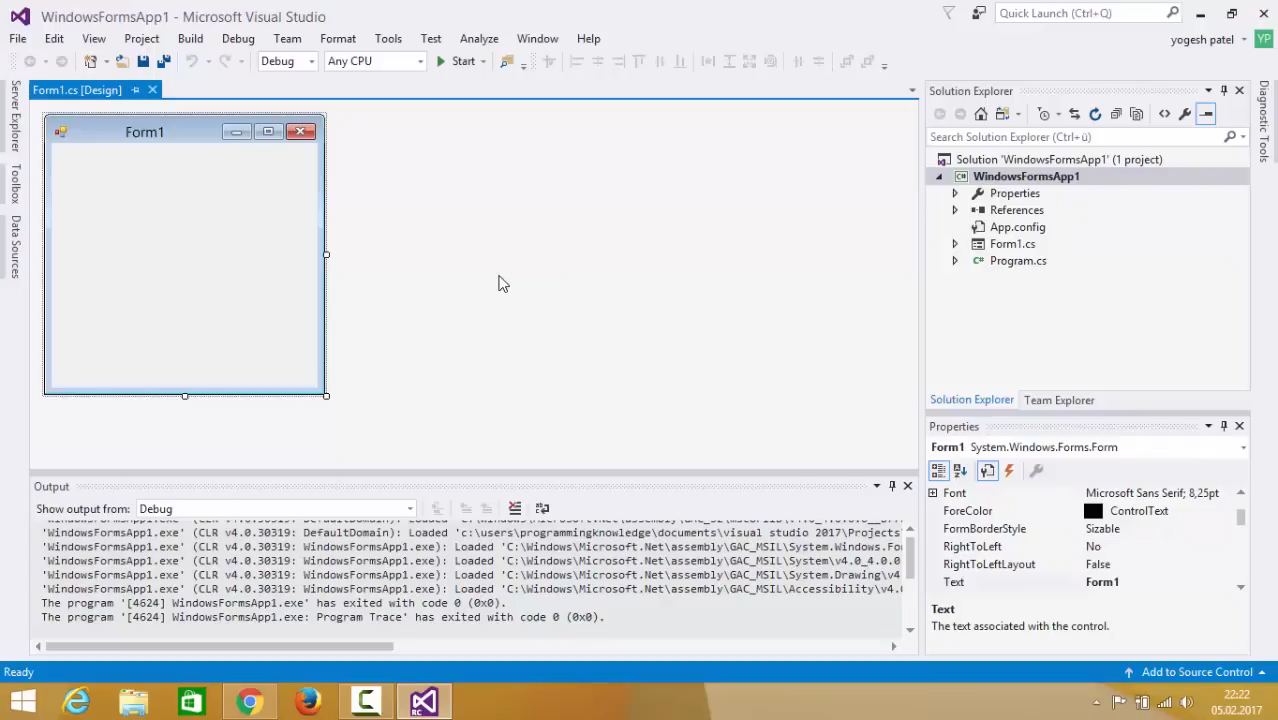 WindowsFormsApp1 - Microsoft Visual Studio
Quick Launch (Ctrl+Q)
File Edit View Project Build Debug Team Format Tools Test Analyze Window Help
yogesh patel YP
Debug Any CPU Start
Server Explorer
Toolbox
Data Sources
Form1.cs [Design]
Form1
Solution Explorer
Search Solution Explorer (Ctrl+ü)
Solution 'WindowsFormsApp1' (1 project)
C# WindowsFormsApp1
Properties
References
App.config
Form1.cs
C# Program.cs
Solution Explorer Team Explorer
Diagnostic Tools
Properties
Form1 System.Windows.Forms.Form
Font Microsoft Sans Serif; 8,25pt
ForeColor ControlText
FormBorderStyle Sizable
RightToLeft No
RightToLeftLayout False
Text Form1
Text
The text associated with the control.
Output
Show output from: Debug
'WindowsFormsApp1.exe' (CLR v4.0.30319: DefaultDomain): Loaded 'c:\users\programmingknowledge\documents\visual studio 2017\Projects
'WindowsFormsApp1.exe' (CLR v4.0.30319: WindowsFormsApp1.exe): Loaded 'C:\Windows\Microsoft.Net\assembly\GAC_MSIL\System.Windows.Fo
'WindowsFormsApp1.exe' (CLR v4.0.30319: WindowsFormsApp1.exe): Loaded 'C:\Windows\Microsoft.Net\assembly\GAC_MSIL\System\v4.0_4.0.0
'WindowsFormsApp1.exe' (CLR v4.0.30319: WindowsFormsApp1.exe): Loaded 'C:\Windows\Microsoft.Net\assembly\GAC_MSIL\System.Drawing\v4
'WindowsFormsApp1.exe' (CLR v4.0.30319: WindowsFormsApp1.exe): Loaded 'C:\Windows\Microsoft.Net\assembly\GAC_MSIL\Accessibility\v4.
The program '[4624] WindowsFormsApp1.exe' has exited with code 0 (0x0).
The program '[4624] WindowsFormsApp1.exe: Program Trace' has exited with code 0 (0x0).
Ready
Add to Source Control
RC
22:22
05.02.2017